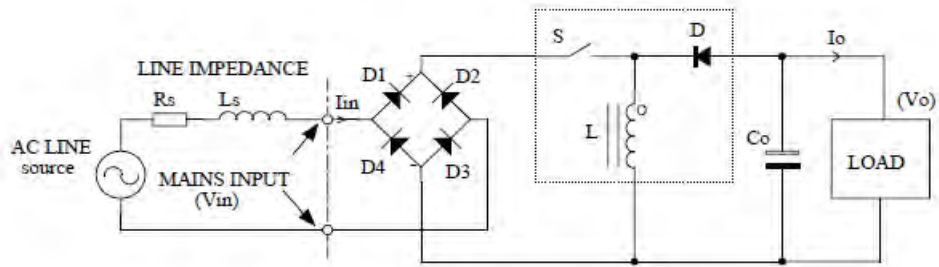 S
D
Io
LINE IMPEDANCE
D1
D2
(Vo)
Rs
Ls
Iin
+
L
Co
LOAD
AC LINE
source
D4
D3
-
MAINS INPUT
(Vin)